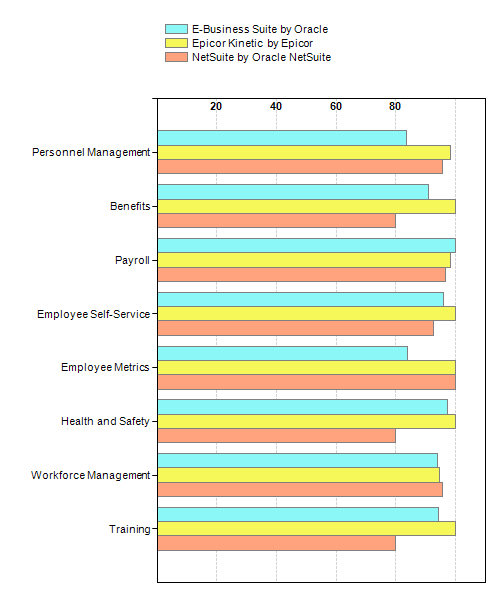 E-Business Suite by Oracle
Epicor Kinetic by Epicor
NetSuite by Oracle NetSuite
20 40 60 80
Personnel Management
Benefits
Payroll
Employee Self-Service
Employee Metrics
Health and Safety
Workforce Management
Training